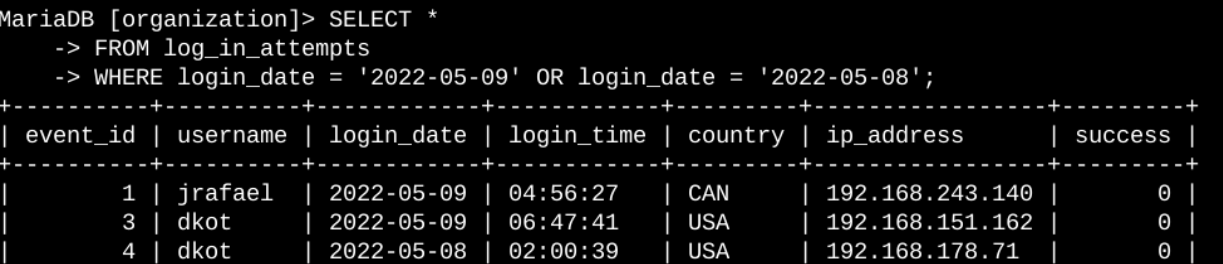 MariaDB [organization]> SELECT *
    -> FROM log_in_attempts
    -> WHERE login_date = '2022-05-09' OR login_date = '2022-05-08';
+----------+----------+------------+------------+---------+-----------------+---------+
| event_id | username | login_date | login_time | country | ip_address      | success |
+----------+----------+------------+------------+---------+-----------------+---------+
|        1 | jrafael  | 2022-05-09 | 04:56:27   | CAN     | 192.168.243.140 |       0 |
|        3 | dkot     | 2022-05-09 | 06:47:41   | USA     | 192.168.151.162 |       0 |
|        4 | dkot     | 2022-05-08 | 02:00:39   | USA     | 192.168.178.71  |       0 |